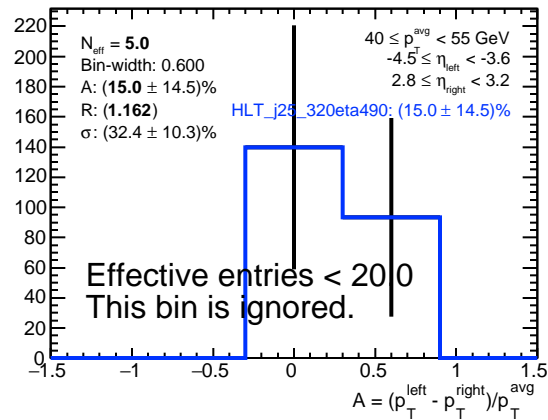 N_eff = 5.0
Bin-width: 0.600
A: (15.0 ± 14.5)%
R: (1.162)
σ: (32.4 ± 10.3)%
40 ≤ p_T^avg < 55 GeV
-4.5 ≤ η_left < -3.6
2.8 ≤ η_right < 3.2
HLT_j25_320eta490: (15.0 ± 14.5)%
Effective entries < 20.0
This bin is ignored.
220
200
180
160
140
120
100
80
60
40
20
0
−1.5 −1 −0.5 0 0.5 1 1.5
A = (p_T^left - p_T^right)/p_T^avg